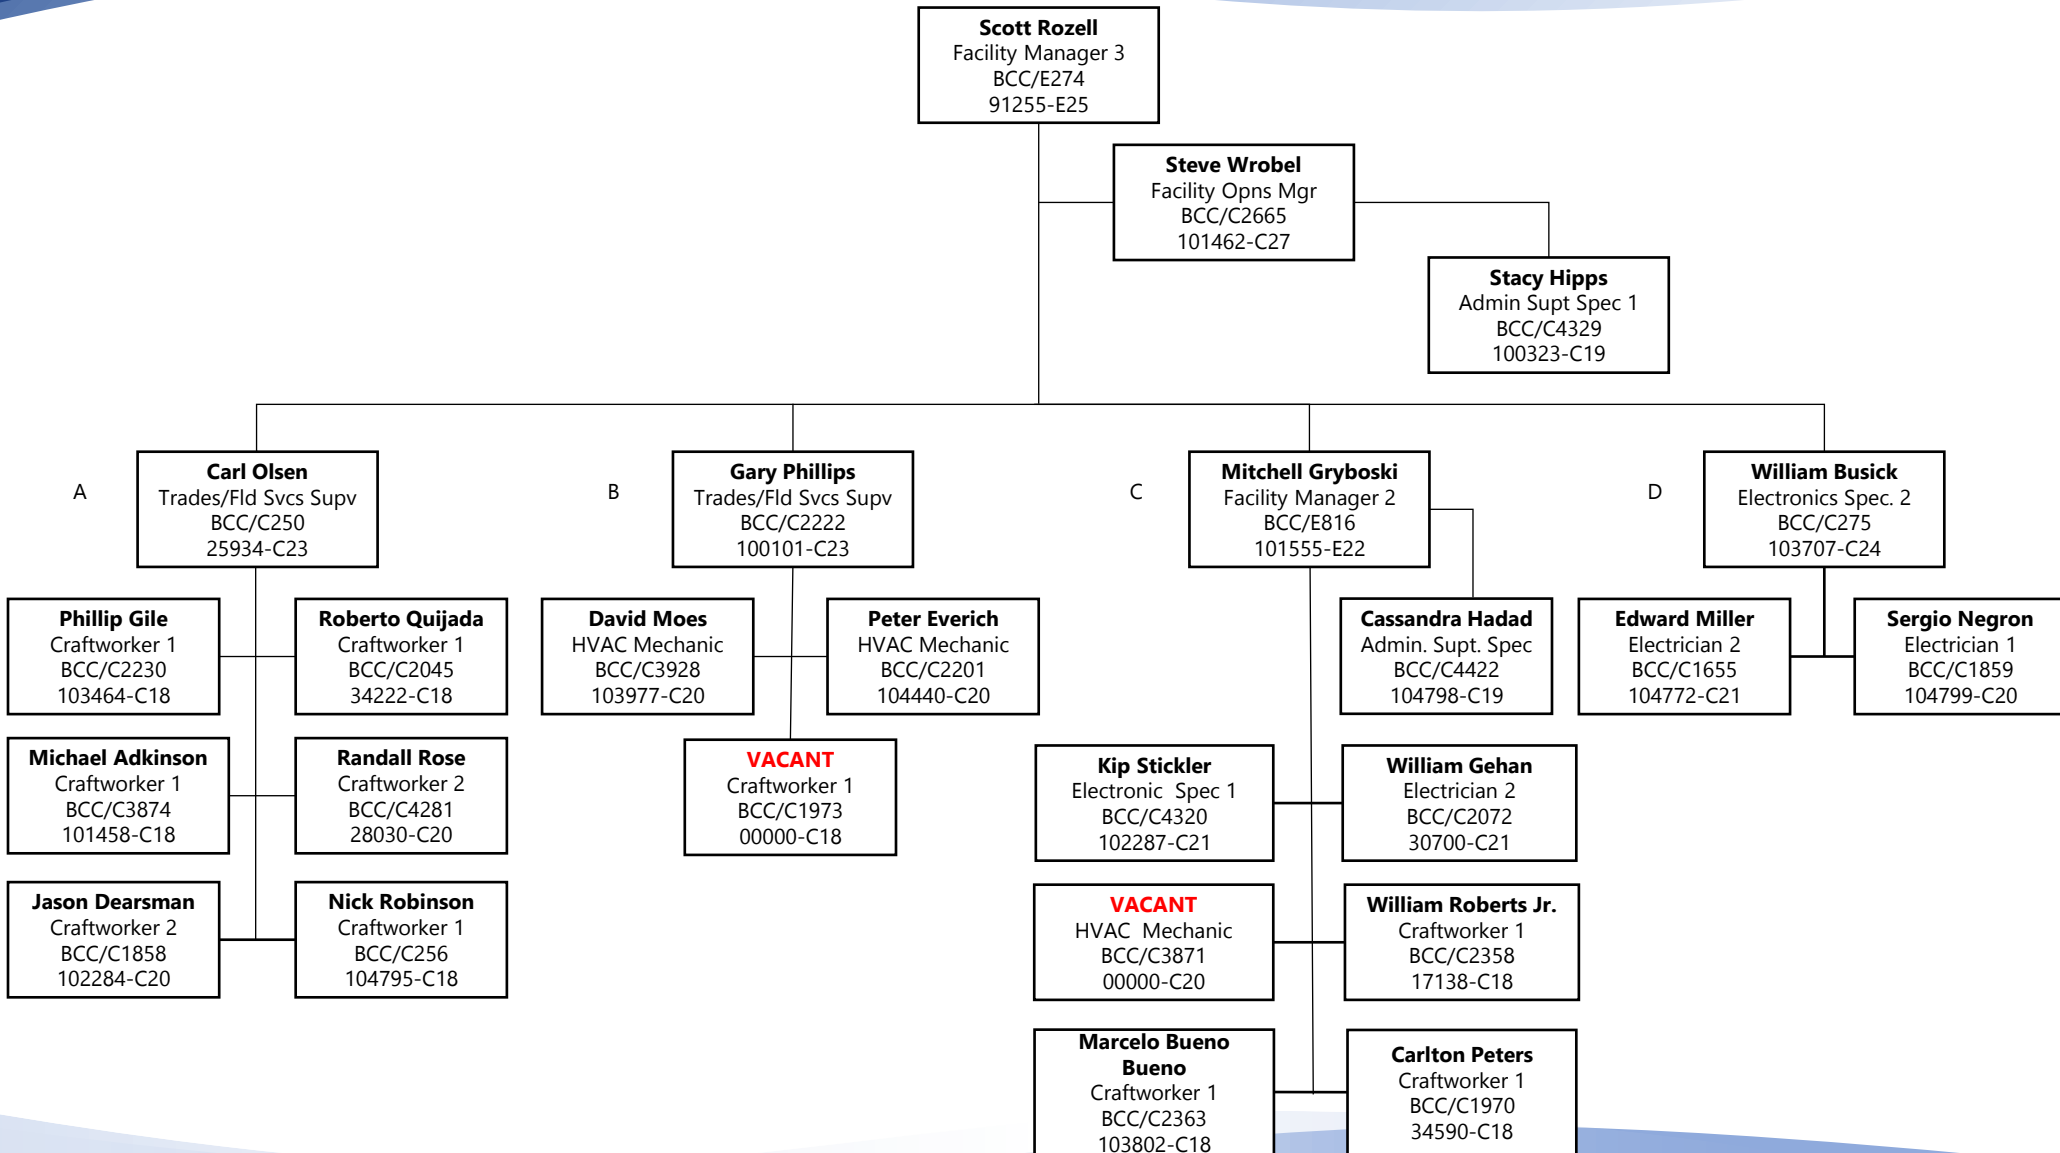 Scott Rozell
Facility Manager 3
BCC/E274
91255-E25
Steve Wrobel
Facility Opns Mgr
BCC/C2665
101462-C27
Stacy Hipps
Admin Supt Spec 1
BCC/C4329
100323-C19
A
Carl Olsen
Trades/Fld Svcs Supv
BCC/C250
25934-C23
B
Gary Phillips
Trades/Fld Svcs Supv
BCC/C2222
100101-C23
C
Mitchell Gryboski
Facility Manager 2
BCC/E816
101555-E22
D
William Busick
Electronics Spec. 2
BCC/C275
103707-C24
Phillip Gile
Craftworker 1
BCC/C2230
103464-C18
Roberto Quijada
Craftworker 1
BCC/C2045
34222-C18
David Moes
HVAC Mechanic
BCC/C3928
103977-C20
Peter Everich
HVAC Mechanic
BCC/C2201
104440-C20
Cassandra Hadad
Admin. Supt. Spec
BCC/C4422
104798-C19
Edward Miller
Electrician 2
BCC/C1655
104772-C21
Sergio Negron
Electrician 1
BCC/C1859
104799-C20
Michael Adkinson
Craftworker 1
BCC/C3874
101458-C18
Randall Rose
Craftworker 2
BCC/C4281
28030-C20
VACANT
Craftworker 1
BCC/C1973
00000-C18
Kip Stickler
Electronic  Spec 1
BCC/C4320
102287-C21
William Gehan
Electrician 2
BCC/C2072
30700-C21
Jason Dearsman
Craftworker 2
BCC/C1858
102284-C20
Nick Robinson
Craftworker 1
BCC/C256
104795-C18
VACANT
HVAC  Mechanic
BCC/C3871
00000-C20
William Roberts Jr.
Craftworker 1
BCC/C2358
17138-C18
Marcelo Bueno
Bueno
Craftworker 1
BCC/C2363
103802-C18
Carlton Peters
Craftworker 1
BCC/C1970
34590-C18